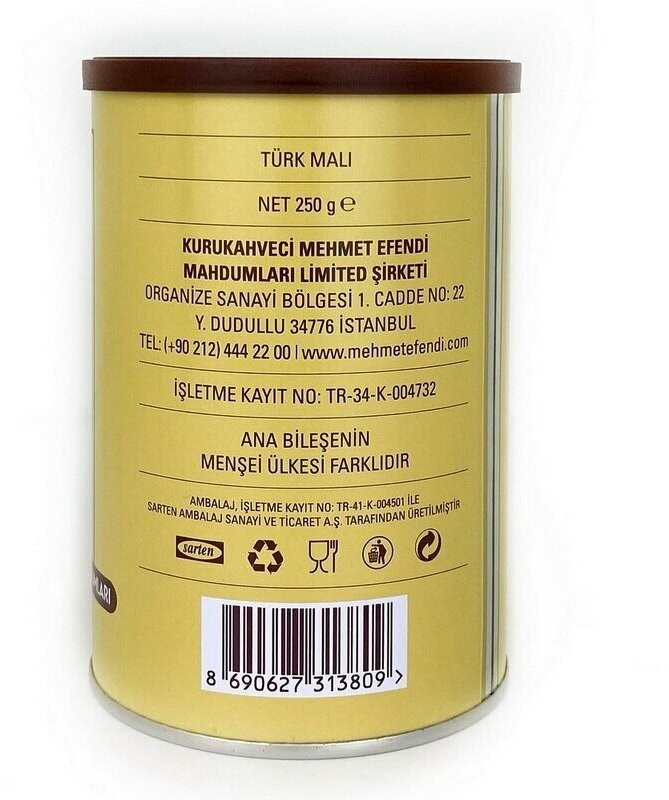 TÜRK MALI
NET 250 g ℮
KURUKAHVECİ MEHMET EFENDİ
MAHDUMLARI LİMİTED ŞİRKETİ
ORGANİZE SANAYİ BÖLGESİ 1. CADDE NO: 22
Y. DUDULLU 34776 İSTANBUL
TEL: (+90 212) 444 22 00 | www.mehmetefendi.com
İŞLETME KAYIT NO: TR-34-K-004732
ANA BİLEŞENİN
MENŞEİ ÜLKESİ FARKLIDIR
AMBALAJ, İŞLETME KAYIT NO: TR-41-K-004501 İLE
SARTEN AMBALAJ SANAYİ VE TİCARET A.Ş. TARAFINDAN ÜRETİLMİŞTİR
sarten
8 690627 313809 >